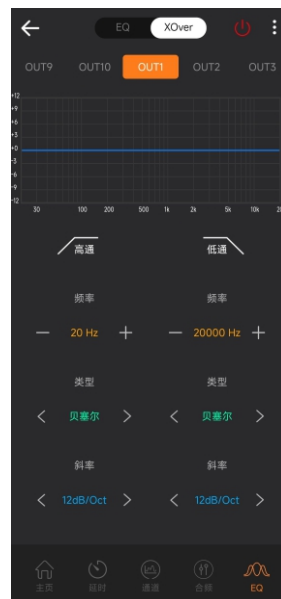 EQ XOver
OUT9 OUT10 OUT1 OUT2 OUT3
+12
+9
+6
+3
+0
-3
-6
-9
-12
30 100 200 500 1k 2k 5k 10k
高通 低通
频率 频率
20 Hz 20000 Hz
类型 类型
贝塞尔 贝塞尔
斜率 斜率
12dB/Oct 12dB/Oct
主页 延时 通道 音频 EQ